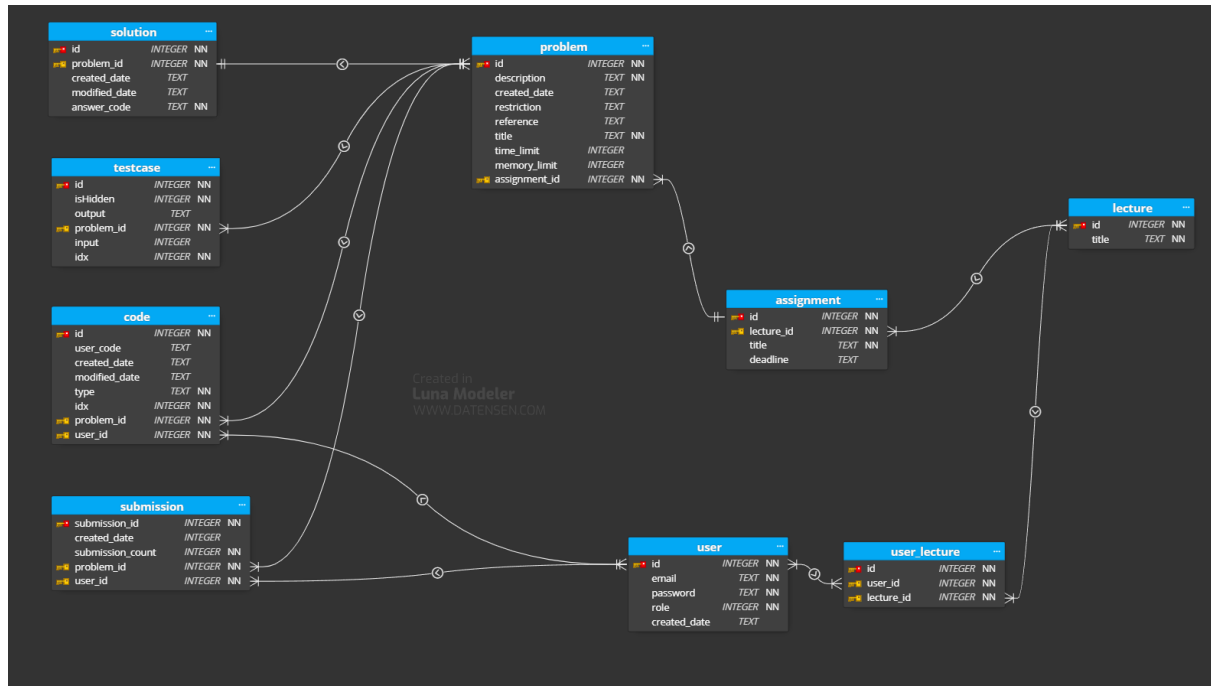 solution ...
id INTEGER NN
problem_id INTEGER NN
created_date TEXT
modified_date TEXT
answer_code TEXT NN
testcase ...
id INTEGER NN
isHidden INTEGER NN
output TEXT
problem_id INTEGER NN
input INTEGER
idx INTEGER NN
code ...
id INTEGER NN
user_code TEXT
created_date TEXT
modified_date TEXT
type TEXT NN
idx INTEGER NN
problem_id INTEGER NN
user_id INTEGER NN
submission ...
submission_id INTEGER NN
created_date INTEGER
submission_count INTEGER NN
problem_id INTEGER NN
user_id INTEGER NN
problem ...
id INTEGER NN
description TEXT NN
created_date TEXT
restriction TEXT
reference TEXT
title TEXT NN
time_limit INTEGER
memory_limit INTEGER
assignment_id INTEGER NN
Created in
Luna Modeler
WWW.DATENSEN.COM
assignment ...
id INTEGER NN
lecture_id INTEGER NN
title TEXT NN
deadline TEXT
lecture ...
id INTEGER NN
title TEXT NN
user ...
id INTEGER NN
email TEXT NN
password TEXT NN
role INTEGER NN
created_date TEXT
user_lecture ...
id INTEGER NN
user_id INTEGER NN
lecture_id INTEGER NN